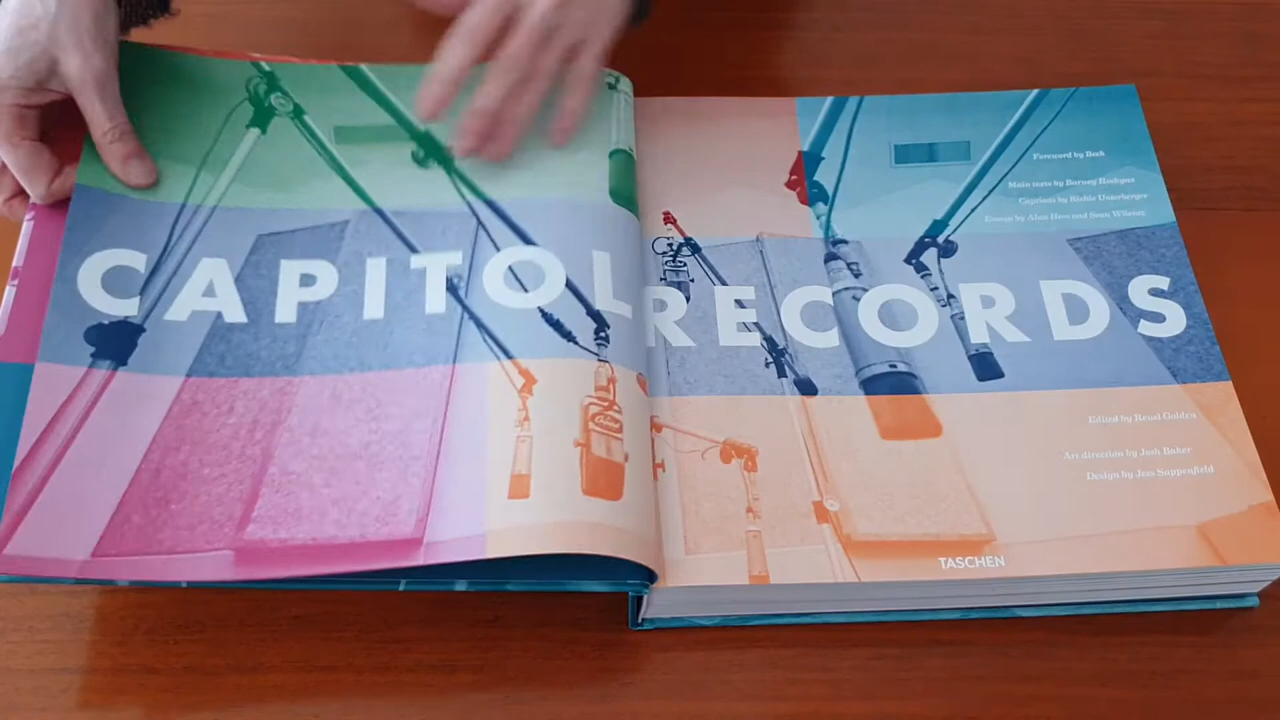 CAPITOL RECORDS
Foreword by Beck
Main texts by Barney Hoskyns
Captions by Richie Unterberger
Essays by Alan Hess and Sean Wilentz
Edited by Reuel Golden
Art direction by Josh Baker
Design by Jess Sappenfield
TASCHEN
Capitol